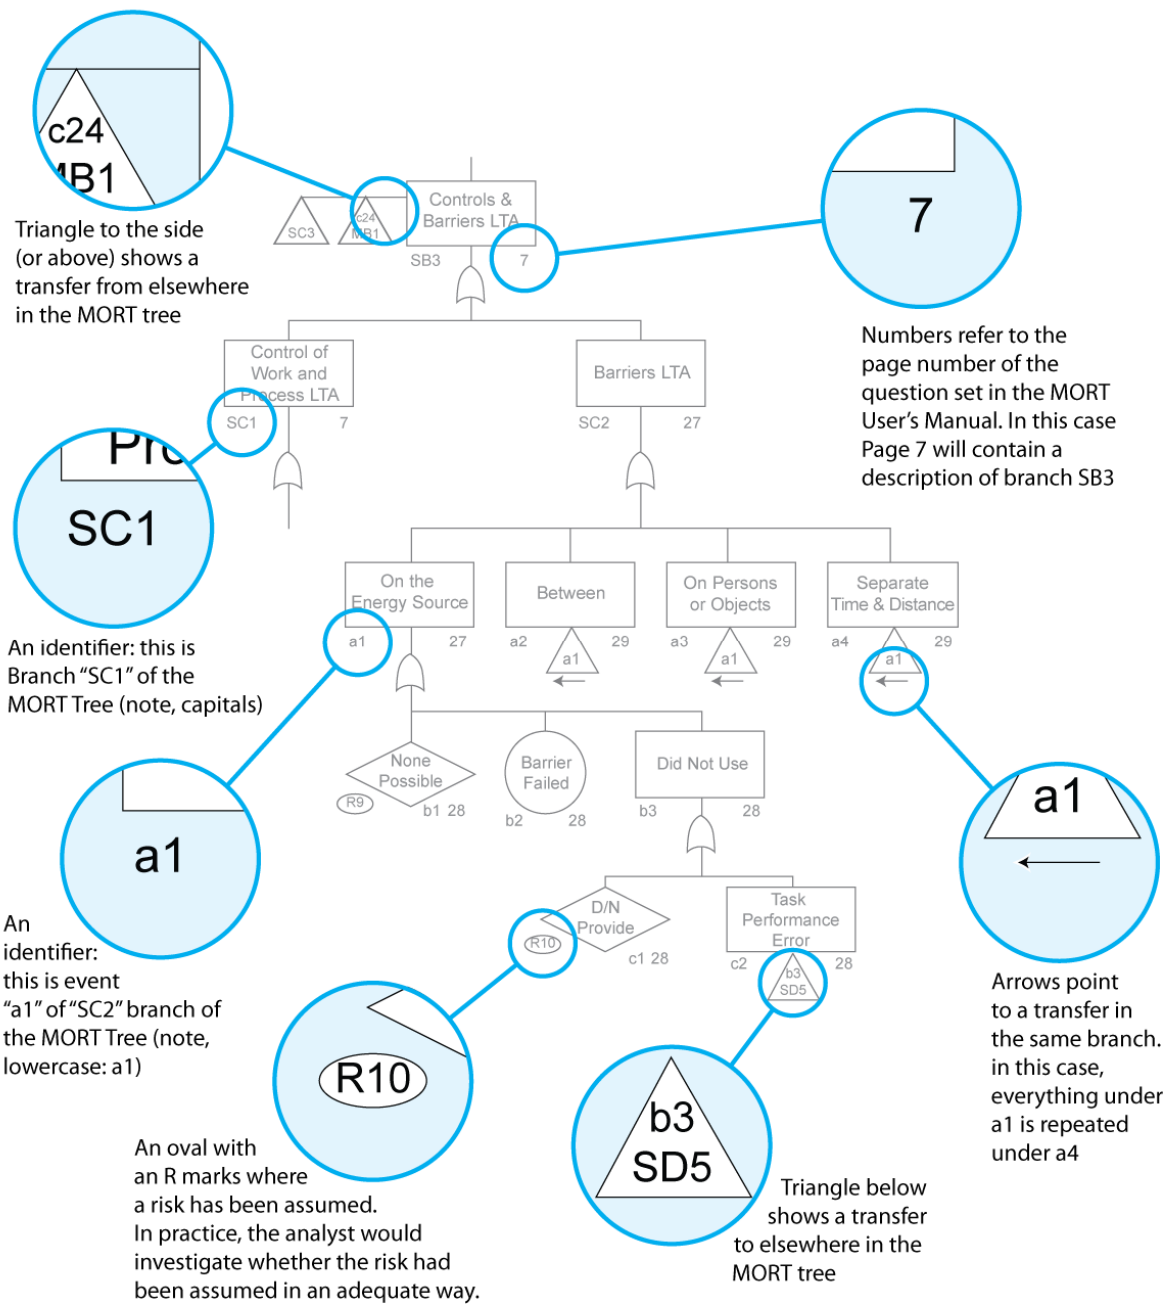 c24
MB1
Triangle to the side
(or above) shows a
transfer from elsewhere
in the MORT tree
7
Numbers refer to the
page number of the
question set in the MORT
User's Manual. In this case
Page 7 will contain a
description of branch SB3
SC3
c24
MB1
Controls &
Barriers LTA
SB3 7
Control of
Work and
Process LTA
SC1 7
Barriers LTA
SC2 27
Pro
SC1
An identifier: this is
Branch "SC1" of the
MORT Tree (note, capitals)
On the
Energy Source
a1 27
Between
a2 29
a1
On Persons
or Objects
a3 29
a1
Separate
Time & Distance
a4 29
a1
None
Possible
R9
b1 28
Barrier
Failed
b2 28
Did Not Use
b3 28
a1
An
identifier:
this is event
"a1" of "SC2" branch of
the MORT Tree (note,
lowercase: a1)
D/N
Provide
R10
c1 28
Task
Performance
Error
c2 28
b3
SD5
a1
Arrows point
to a transfer in
the same branch.
in this case,
everything under
a1 is repeated
under a4
R10
An oval with
an R marks where
a risk has been assumed.
In practice, the analyst would
investigate whether the risk had
been assumed in an adequate way.
b3
SD5
Triangle below
shows a transfer
to elsewhere in the
MORT tree